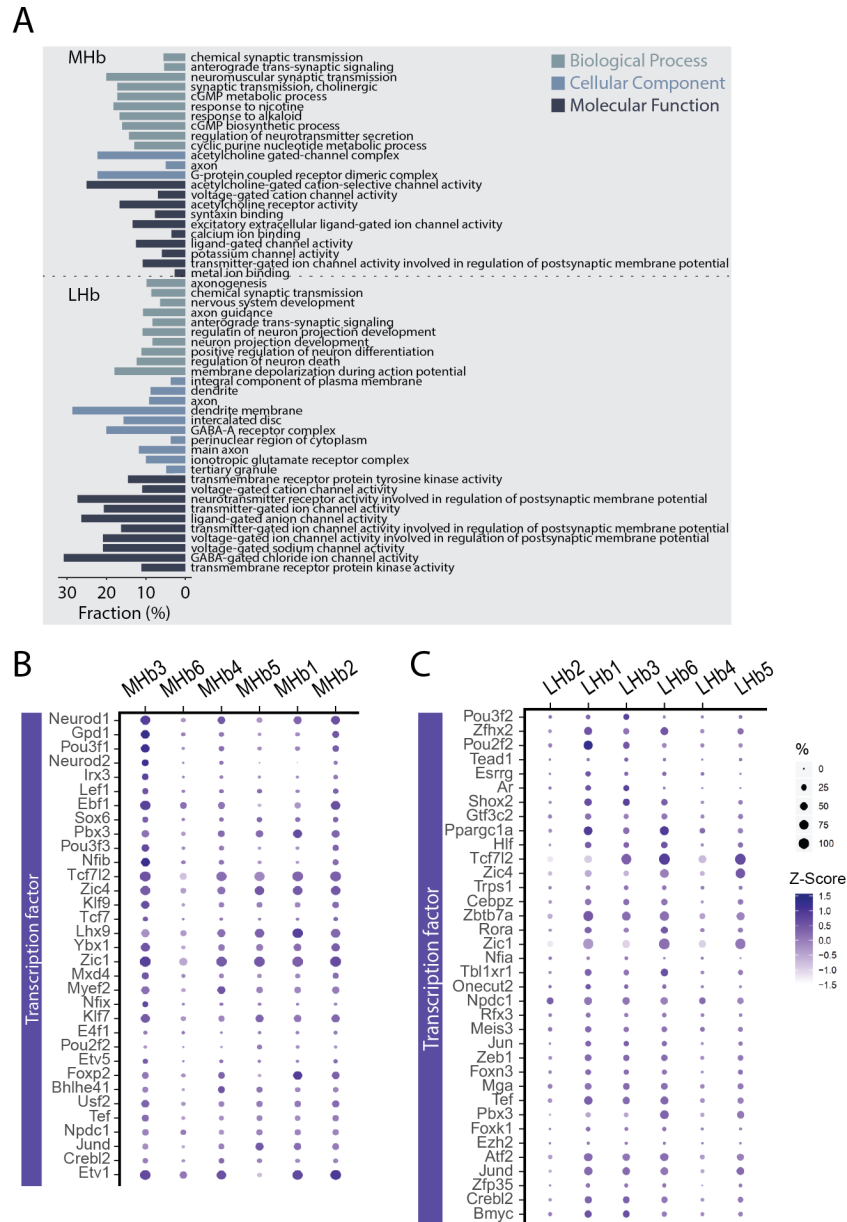 A
MHb
Biological Process
Cellular Component
Molecular Function
chemical synaptic transmission
anterograde trans-synaptic signaling
neuromuscular synaptic transmission
synaptic transmission, cholinergic
cGMP metabolic process
response to nicotine
response to alkaloid
cGMP biosynthetic process
regulation of neurotransmitter secretion
cyclic purine nucleotide metabolic process
acetylcholine gated-channel complex
axon
G-protein coupled receptor dimeric complex
acetylcholine-gated cation-selective channel activity
voltage-gated cation channel activity
acetylcholine receptor activity
syntaxin binding
excitatory extracellular ligand-gated ion channel activity
calcium ion binding
ligand-gated channel activity
potassium channel activity
transmitter-gated ion channel activity involved in regulation of postsynaptic membrane potential
metal ion binding
LHb
axonogenesis
chemical synaptic transmission
nervous system development
axon guidance
anterograde trans-synaptic signaling
regulatin of neuron projection development
neuron projection development
positive regulation of neuron differentiation
regulation of neuron death
membrane depolarization during action potential
integral component of plasma membrane
dendrite
axon
dendrite membrane
intercalated disc
GABA-A receptor complex
perinuclear region of cytoplasm
main axon
ionotropic glutamate receptor complex
tertiary granule
transmembrane receptor protein tyrosine kinase activity
voltage-gated cation channel activity
neurotransmitter receptor activity involved in regulation of postsynaptic membrane potential
transmitter-gated ion channel activity
ligand-gated anion channel activity
transmitter-gated ion channel activity involved in regulation of postsynaptic membrane potential
voltage-gated ion channel activity involved in regulation of postsynaptic membrane potential
voltage-gated sodium channel activity
GABA-gated chloride ion channel activity
transmembrane receptor protein kinase activity
30 20 10 0
Fraction (%)
B
MHb3 MHb6 MHb4 MHb5 MHb1 MHb2
Transcription factor
Neurod1
Gpd1
Pou3f1
Neurod2
Irx3
Lef1
Ebf1
Sox6
Pbx3
Pou3f3
Nfib
Tcf7l2
Zic4
Klf9
Tcf7
Lhx9
Ybx1
Zic1
Mxd4
Myef2
Nfix
Klf7
E4f1
Pou2f2
Etv5
Foxp2
Bhlhe41
Usf2
Tef
Npdc1
Jund
Crebl2
Etv1
C
LHb2 LHb1 LHb3 LHb6 LHb4 LHb5
Transcription factor
Pou3f2
Zfhx2
Pou2f2
Tead1
Esrrg
Ar
Shox2
Gtf3c2
Ppargc1a
Hlf
Tcf7l2
Zic4
Trps1
Cebpz
Zbtb7a
Rora
Zic1
Nfia
Tbl1xr1
Onecut2
Npdc1
Rfx3
Meis3
Jun
Zeb1
Foxn3
Mga
Tef
Pbx3
Foxk1
Ezh2
Atf2
Jund
Zfp35
Crebl2
Bmyc
%
0
25
50
75
100
Z-Score
1.5
1.0
0.5
0.0
-0.5
-1.0
-1.5